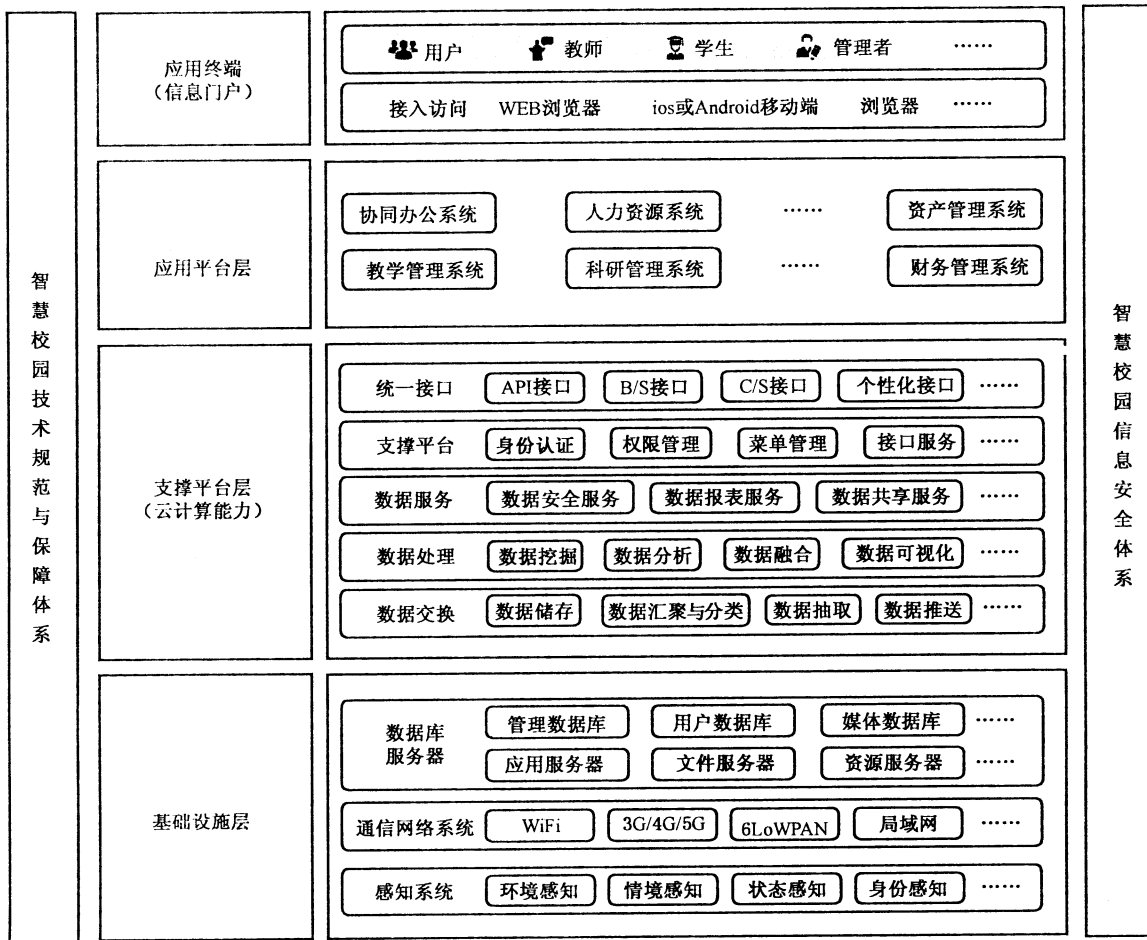 智慧校园技术规范与保障体系
应用终端
（信息门户）
用户 教师 学生 管理者 ……
接入访问 WEB浏览器 ios或Android移动端 浏览器 ……
应用平台层
协同办公系统 人力资源系统 …… 资产管理系统
教学管理系统 科研管理系统 …… 财务管理系统
支撑平台层
（云计算能力）
统一接口 API接口 B/S接口 C/S接口 个性化接口 ……
支撑平台 身份认证 权限管理 菜单管理 接口服务 ……
数据服务 数据安全服务 数据报表服务 数据共享服务 ……
数据处理 数据挖掘 数据分析 数据融合 数据可视化 ……
数据交换 数据储存 数据汇聚与分类 数据抽取 数据推送 ……
基础设施层
数据库
服务器
管理数据库 用户数据库 媒体数据库 ……
应用服务器 文件服务器 资源服务器 ……
通信网络系统 WiFi 3G/4G/5G 6LoWPAN 局域网 ……
感知系统 环境感知 情境感知 状态感知 身份感知 ……
智慧校园信息安全体系